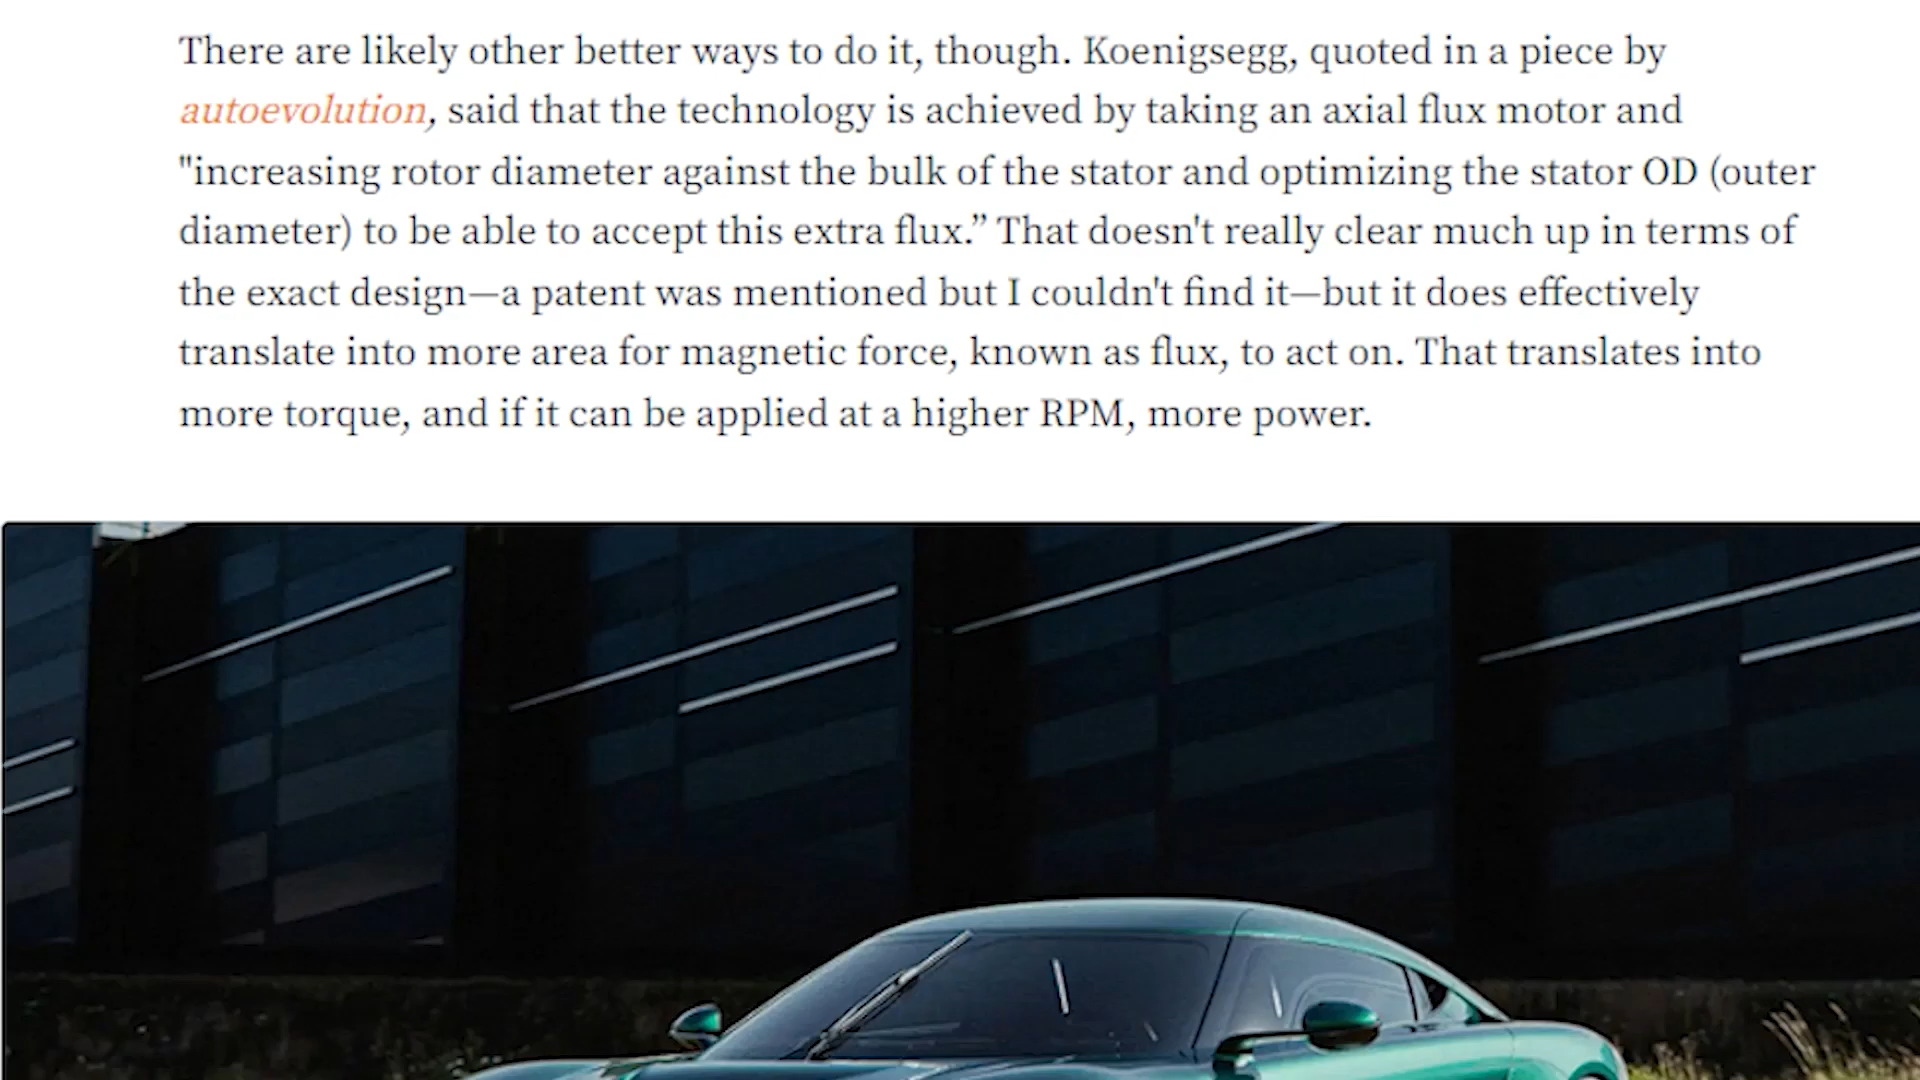 There are likely other better ways to do it, though. Koenigsegg, quoted in a piece by
autoevolution, said that the technology is achieved by taking an axial flux motor and
"increasing rotor diameter against the bulk of the stator and optimizing the stator OD (outer
diameter) to be able to accept this extra flux.” That doesn't really clear much up in terms of
the exact design—a patent was mentioned but I couldn't find it—but it does effectively
translate into more area for magnetic force, known as flux, to act on. That translates into
more torque, and if it can be applied at a higher RPM, more power.